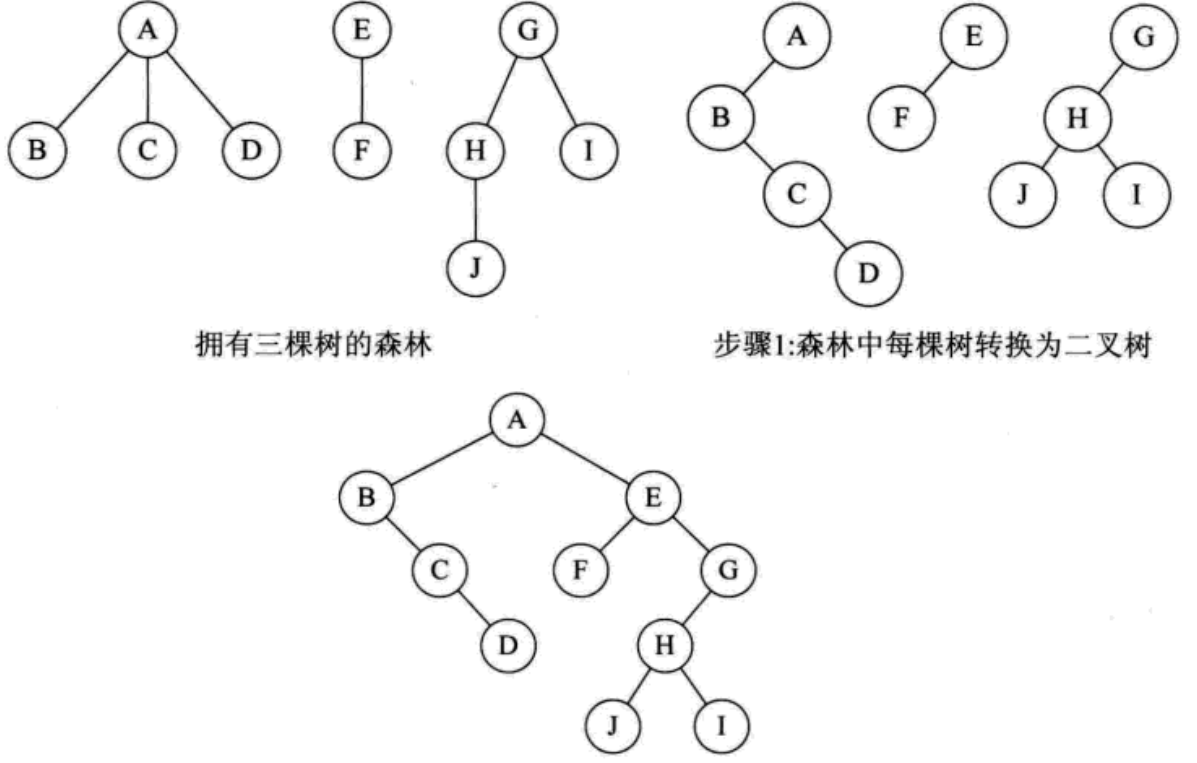 A E G
B C D F H I
J
拥有三棵树的森林
A E G
B F H
C J I
D
步骤1:森林中每棵树转换为二叉树
A
B E
C F G
D H
J I